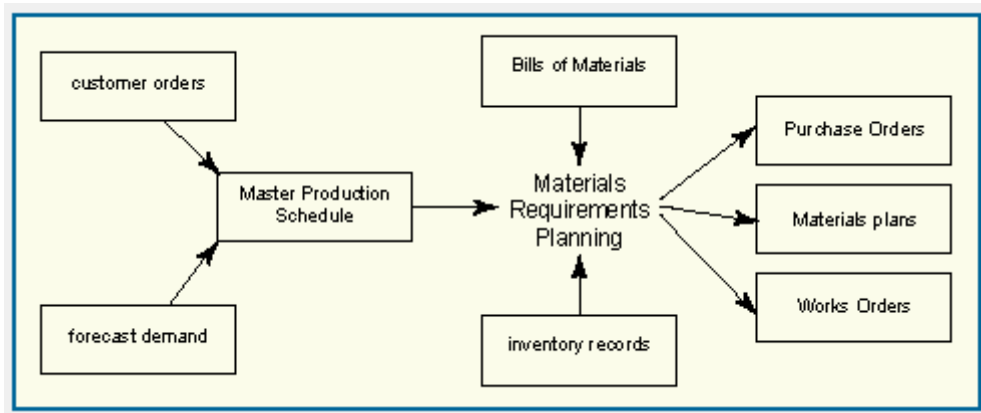 customer orders
Bills of Materials
Purchase Orders
Master Production
Schedule
Materials
Requirements
Planning
Materials plans
forecast demand
inventory records
Works Orders